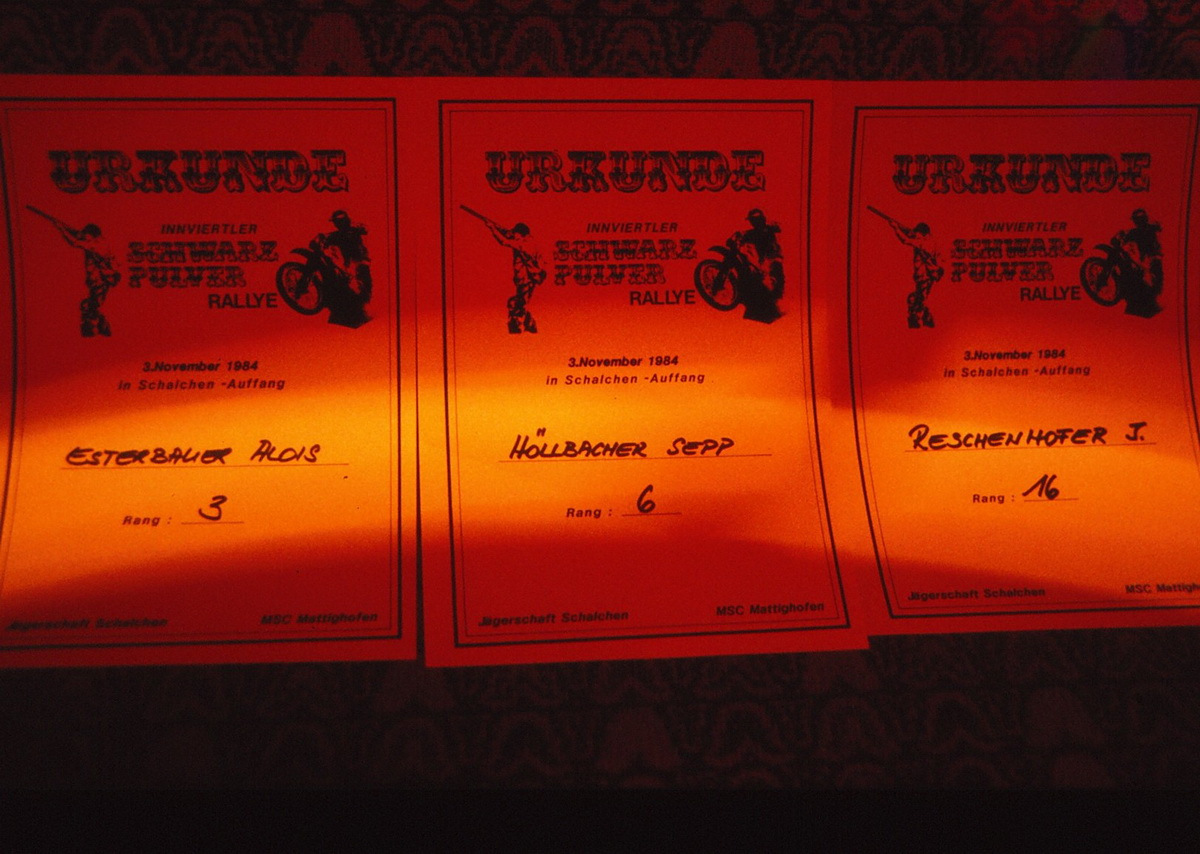 URKUNDE
INNVIERTLER
SCHWARZ
PULVER
RALLYE
3.November 1984
in Schalchen -Auffang
ESTERBAUER ALOIS
Rang : 3
Jägerschaft Schalchen MSC Mattighofen
URKUNDE
INNVIERTLER
SCHWARZ
PULVER
RALLYE
3.November 1984
in Schalchen -Auffang
HÖLLBACHER SEPP
Rang : 6
Jägerschaft Schalchen MSC Mattighofen
URKUNDE
INNVIERTLER
SCHWARZ
PULVER
RALLYE
3.November 1984
in Schalchen -Auffang
RESCHENHOFER J.
Rang : 16
Jägerschaft Schalchen MSC Mattigh